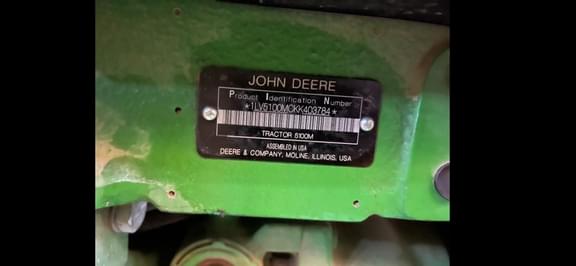 JOHN DEERE
Product Identification Number
*1LV5100MCKK403784*
TRACTOR 5100M
ASSEMBLED IN USA
DEERE & COMPANY, MOLINE, ILLINOIS, USA